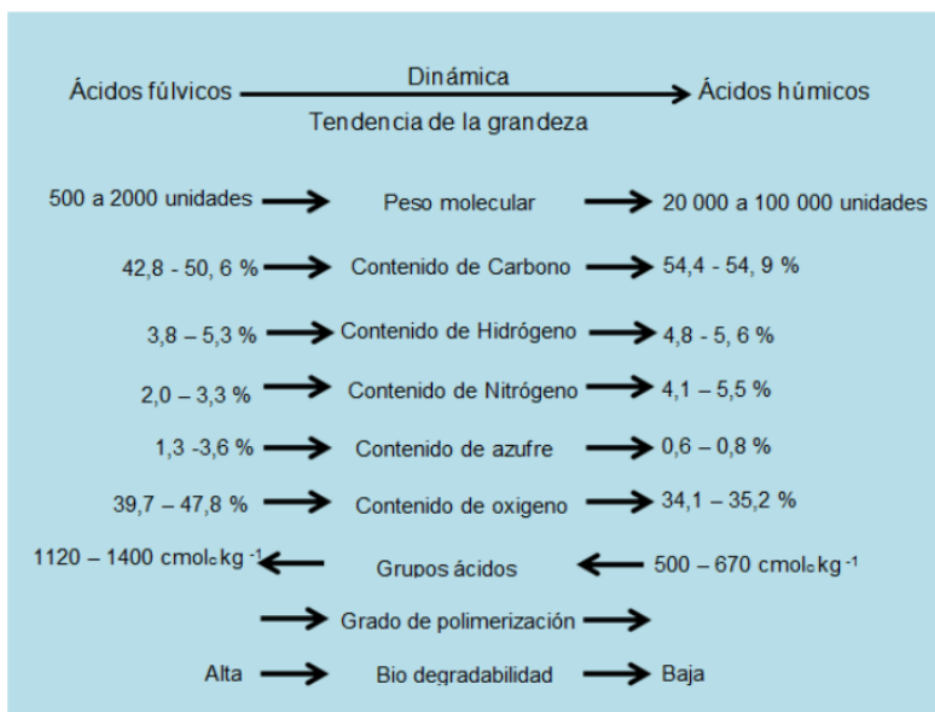 Dinámica
Ácidos fúlvicos Ácidos húmicos
Tendencia de la grandeza
500 a 2000 unidades Peso molecular 20 000 a 100 000 unidades
42,8 - 50, 6 % Contenido de Carbono 54,4 - 54, 9 %
3,8 – 5,3 % Contenido de Hidrógeno 4,8 - 5, 6 %
2,0 – 3,3 % Contenido de Nitrógeno 4,1 – 5,5 %
1,3 -3,6 % Contenido de azufre 0,6 – 0,8 %
39,7 – 47,8 % Contenido de oxigeno 34,1 – 35,2 %
1120 – 1400 cmolckg -1 Grupos ácidos 500 – 670 cmolckg -1
Grado de polimerización
Alta Bio degradabilidad Baja